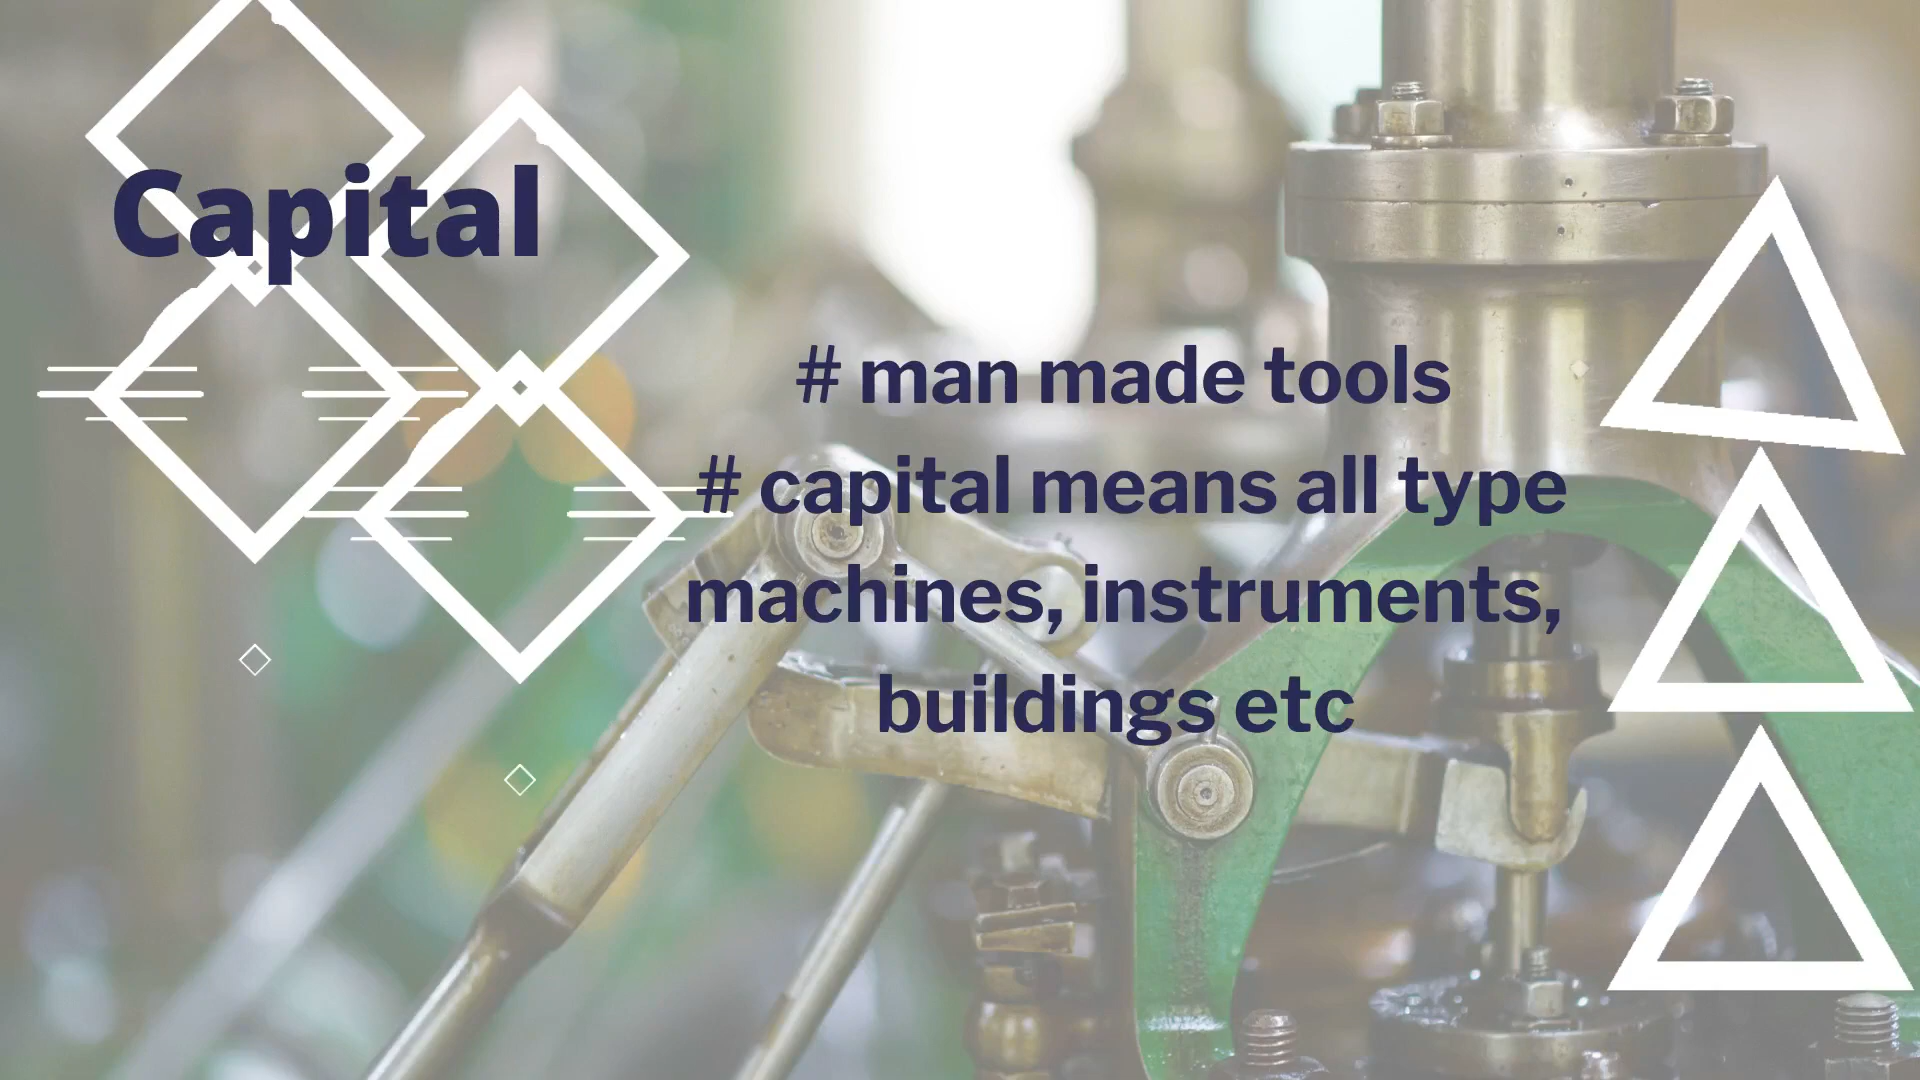 Capital
# man made tools
# capital means all type
machines, instruments,
buildings etc